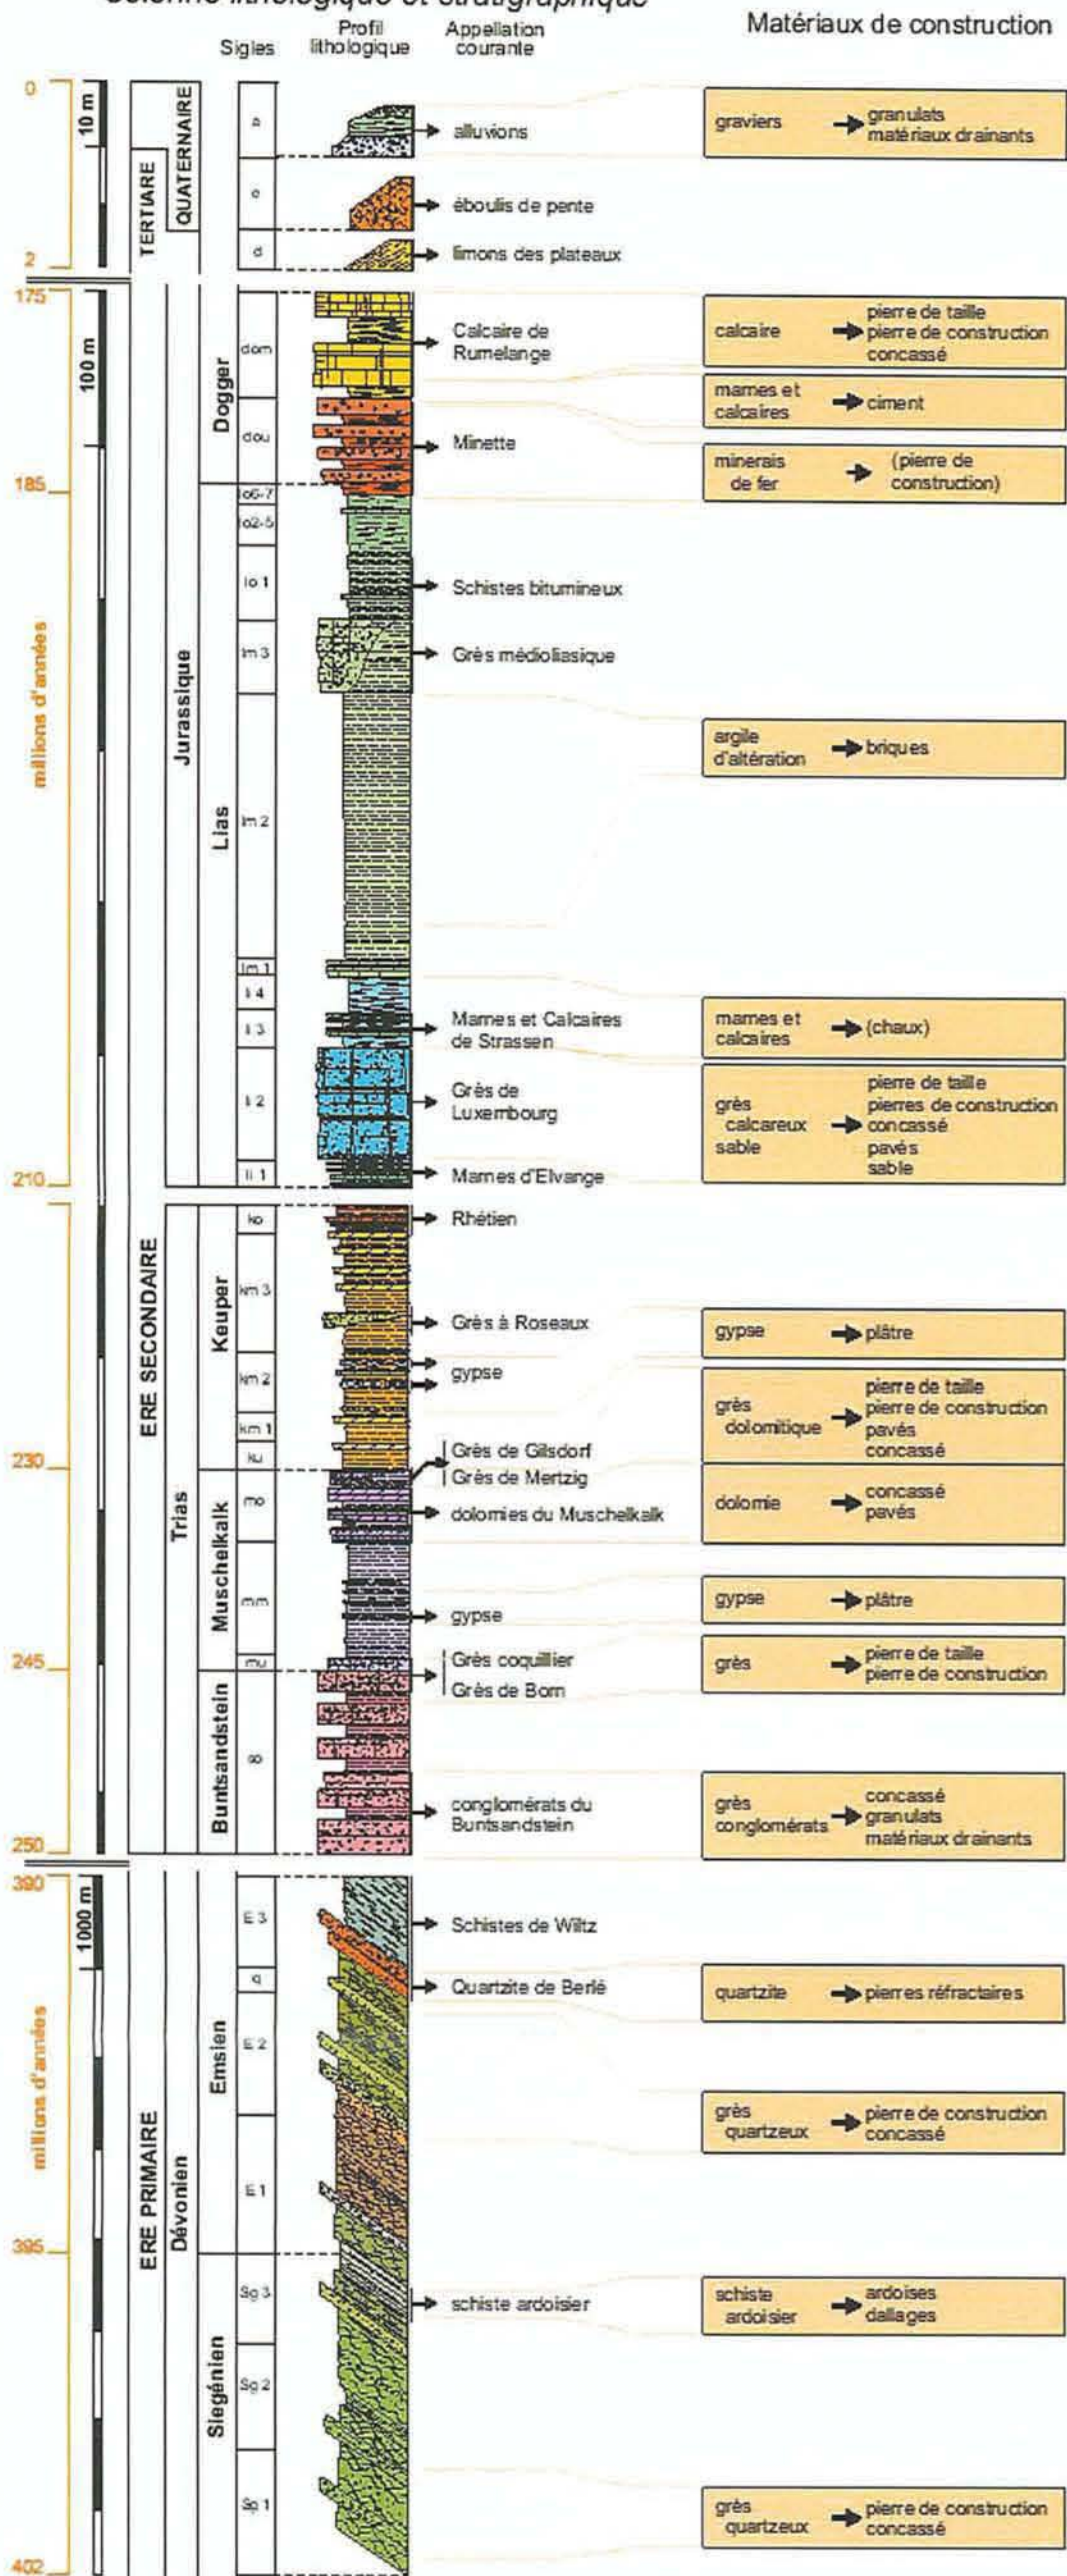 Colonne lithologique et stratigraphique
Matériaux de construction
Sigles
Profil
lithologique
Appellation
courante
0
2
10 m
TERTIARE
QUATERNAIRE
a
e
d
alluvions
éboulis de pente
limons des plateaux
graviers
granulats
matériaux drainants
175
185
210
100 m
millions d'années
ERE SECONDAIRE
Jurassique
Dogger
dom
dou
Calcaire de
Rumelange
Minette
calcaire
pierre de taille
pierre de construction
concassé
marnes et
calcaires
ciment
minerais
de fer
(pierre de
construction)
Lias
lo6-7
lo2-5
lo 1
lm 3
lm 2
lm 1
li 4
li 3
li 2
li 1
Schistes bitumineux
Grès médioliasique
argile
d'altération
briques
Marnes et Calcaires
de Strassen
marnes et
calcaires
(chaux)
Grès de
Luxembourg
grès
calcareux
sable
pierre de taille
pierres de construction
concassé
pavés
sable
Marnes d'Elvange
230
245
250
Trias
Keuper
ko
km 3
km 2
km 1
ku
Rhétien
Grès à Roseaux
gypse
gypse
plâtre
Grès de Gilsdorf
Grès de Mertzig
grès
dolomitique
pierre de taille
pierre de construction
pavés
concassé
Muschelkalk
mo
mm
mu
dolomies du Muschelkalk
dolomie
concassé
pavés
gypse
gypse
plâtre
Grès coquillier
Grès de Born
grès
pierre de taille
pierre de construction
Buntsandstein
so
conglomérats du
Buntsandstein
grès
conglomérats
concassé
granulats
matériaux drainants
390
395
402
1000 m
millions d'années
ERE PRIMAIRE
Dévonien
Emsien
E 3
q
E 2
E 1
Schistes de Wiltz
Quartzite de Berlé
quartzite
pierres réfractaires
grès
quartzeux
pierre de construction
concassé
Siegénien
Sg 3
Sg 2
Sg 1
schiste ardoisier
schiste
ardoisier
ardoises
dallages
grès
quartzeux
pierre de construction
concassé